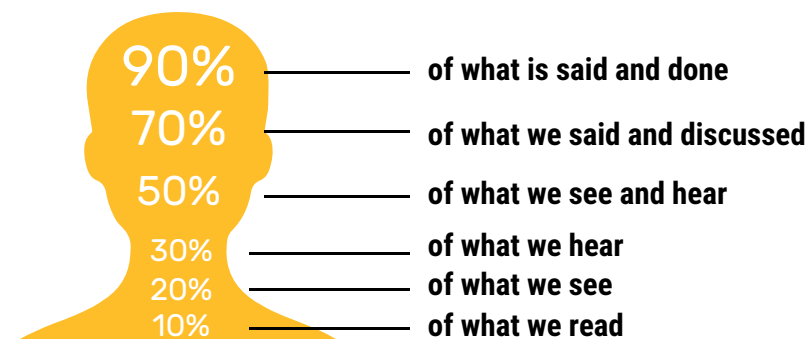 90% of what is said and done
70% of what we said and discussed
50% of what we see and hear
30% of what we hear
20% of what we see
10% of what we read